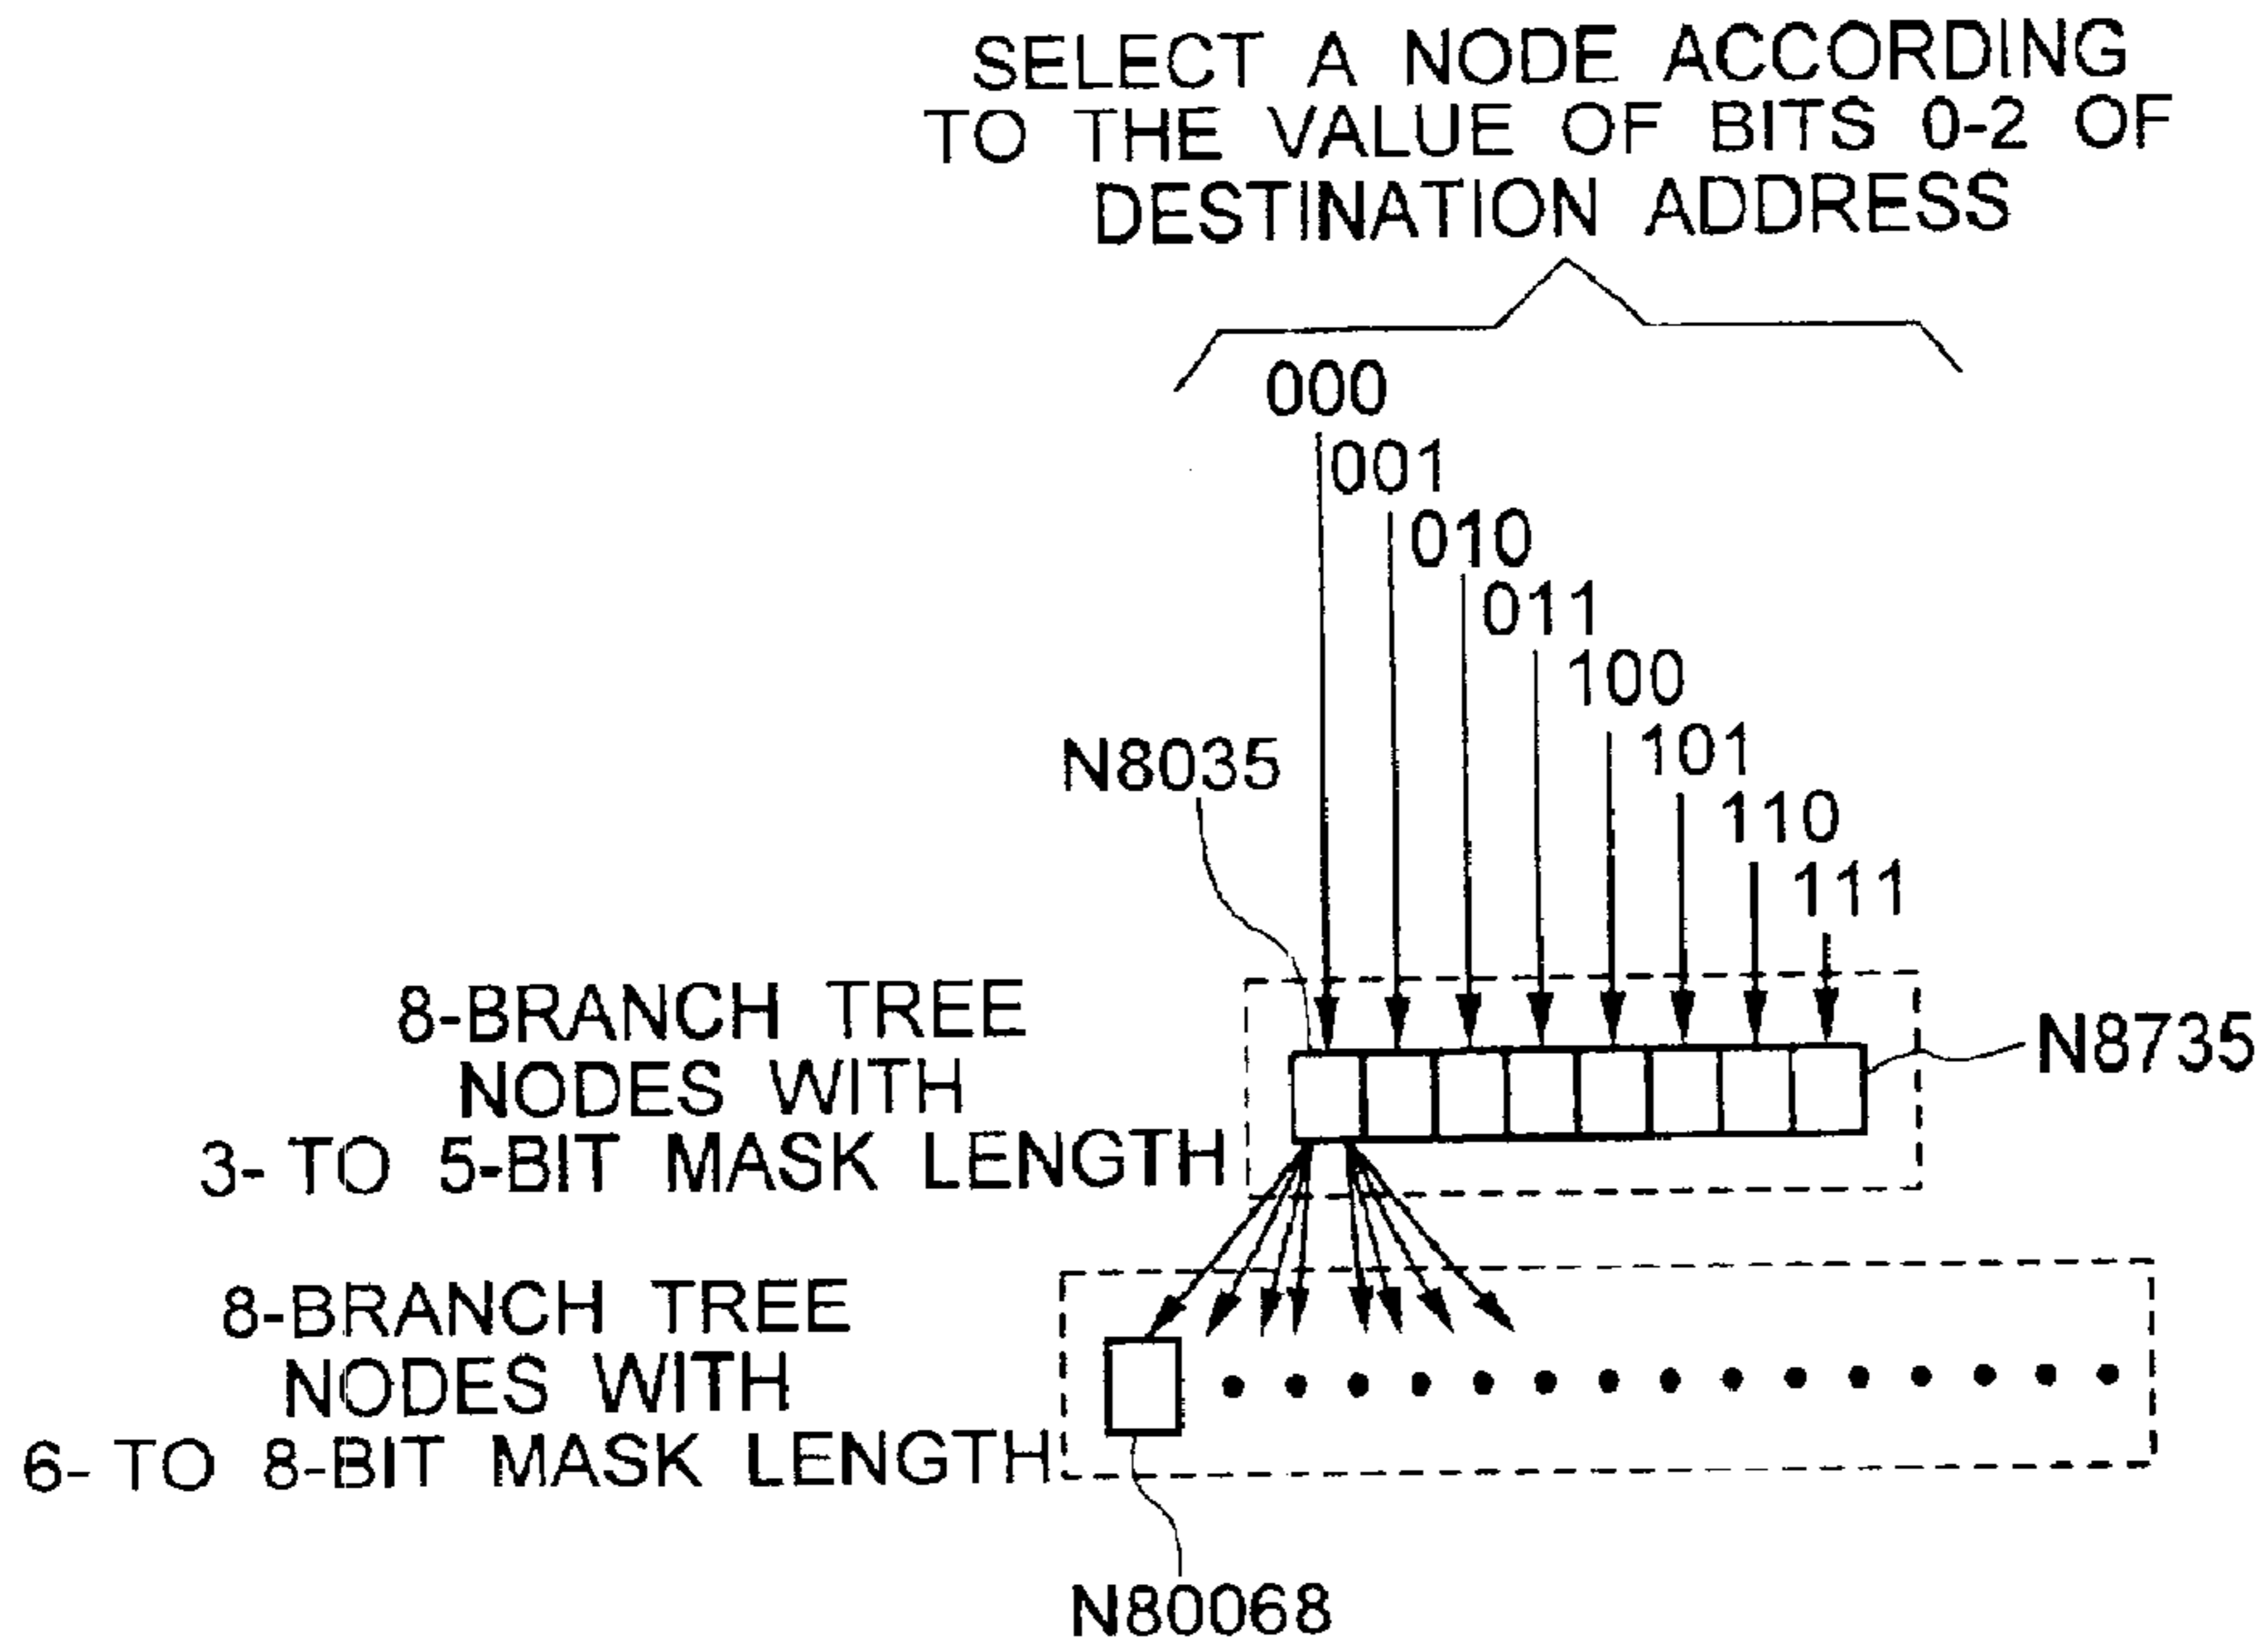 SELECT A NODE ACCORDING
TO THE VALUE OF BITS 0-2 OF
DESTINATION ADDRESS
000
001
010
011
100
101
110
111
N8035
8-BRANCH TREE
NODES WITH
3- TO 5-BIT MASK LENGTH
N8735
8-BRANCH TREE
NODES WITH
6- TO 8-BIT MASK LENGTH
N80068